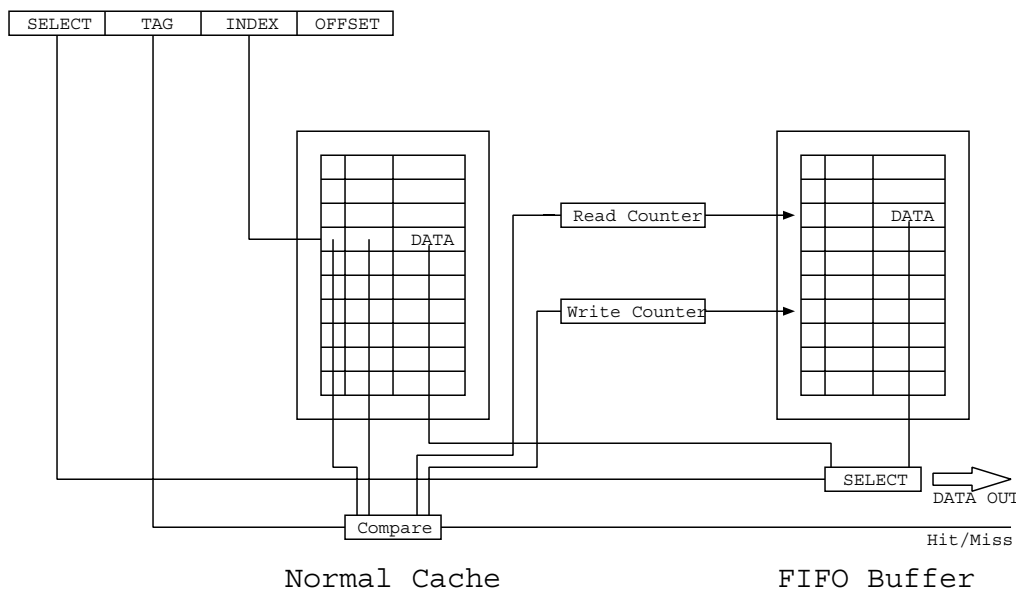 SELECT TAG INDEX OFFSET
Read Counter
DATA
DATA
Write Counter
SELECT
DATA OUT
Compare
Hit/Miss
Normal Cache FIFO Buffer